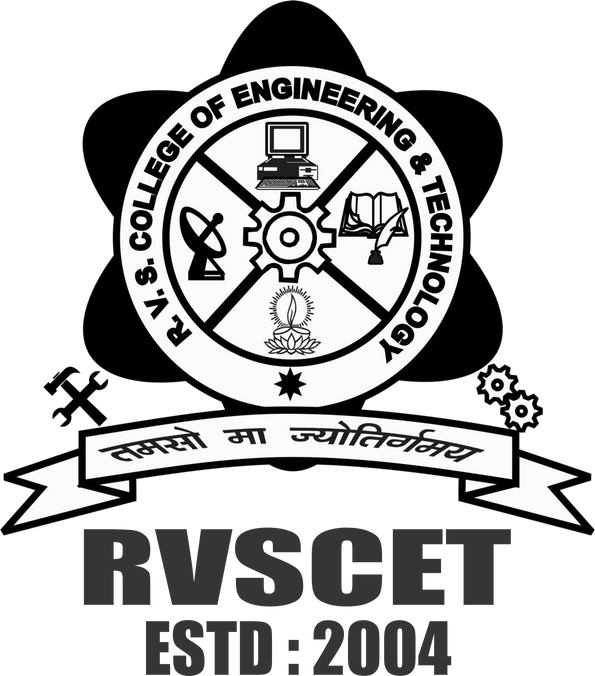 R. V. S. COLLEGE OF ENGINEERING & TECHNOLOGY
तमसो मा ज्योतिर्गमय
RVSCET
ESTD : 2004